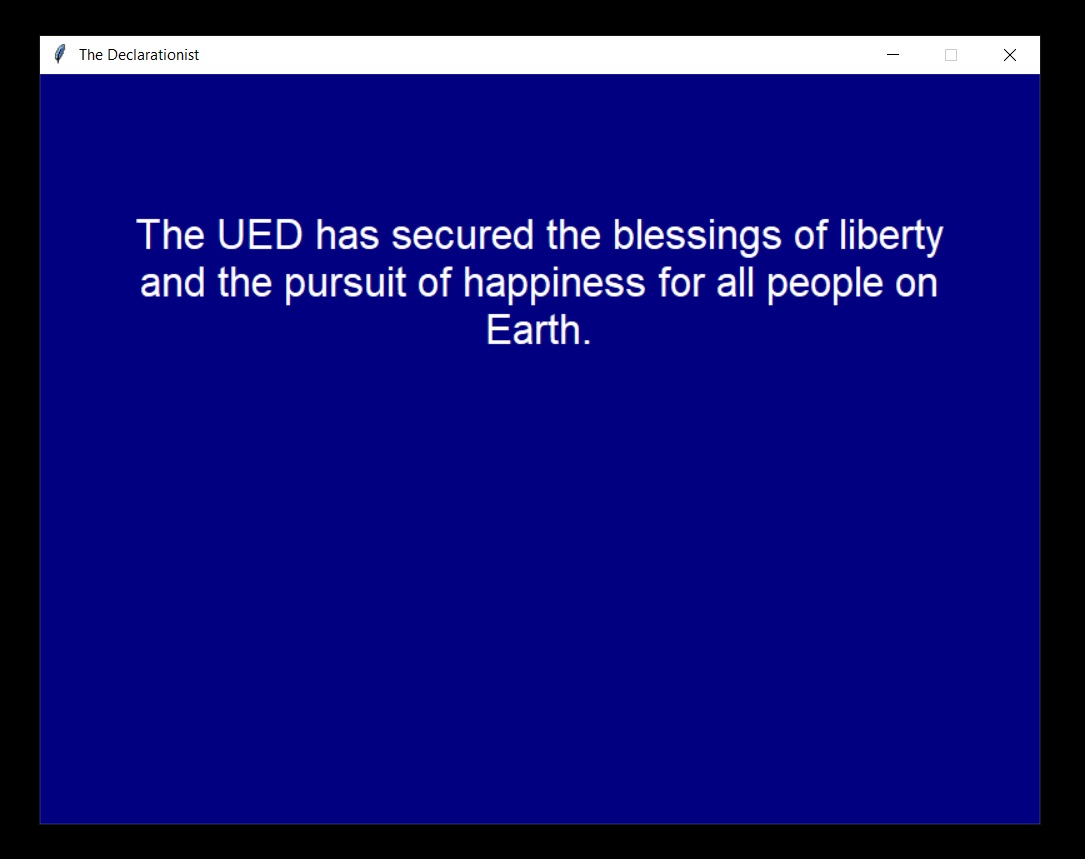 The Declarationist
The UED has secured the blessings of liberty
and the pursuit of happiness for all people on
Earth.